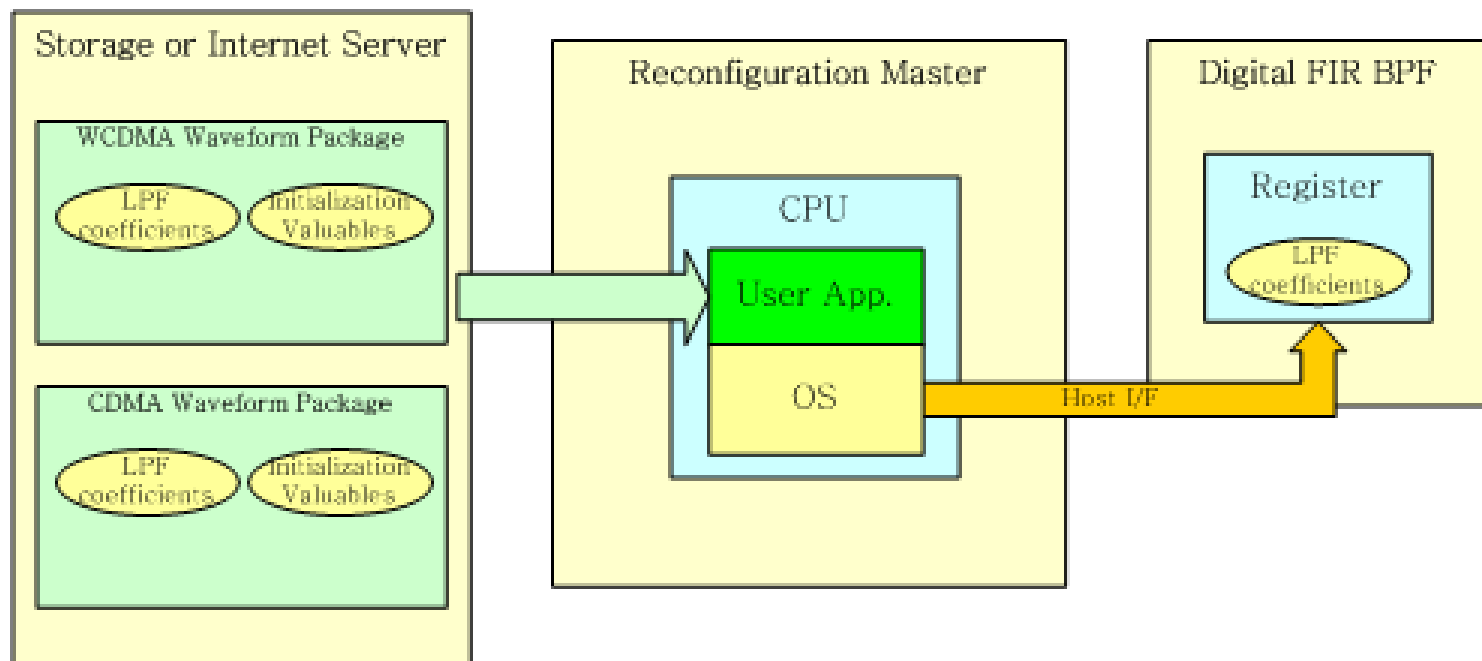 Storage or Internet Server
WCDMA Waveform Package
LPF
coefficients
Initialization
Valuables
CDMA Waveform Package
LPF
coefficients
Initialization
Valuables
Reconfiguration Master
CPU
User App.
OS
Host I/F
Digital FIR BPF
Register
LPF
coefficients